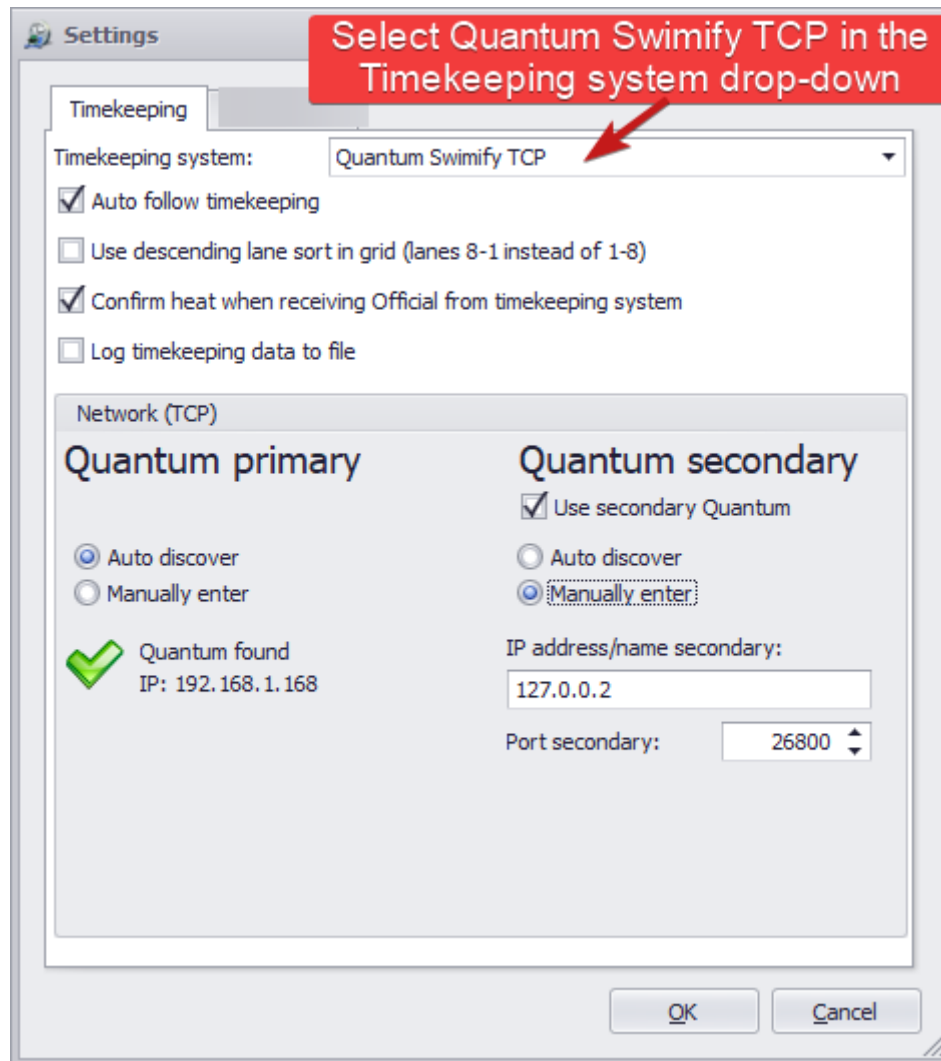 Settings
Select Quantum Swimify TCP in the
Timekeeping system drop-down
Timekeeping
Timekeeping system:
Quantum Swimify TCP
Auto follow timekeeping
Use descending lane sort in grid (lanes 8-1 instead of 1-8)
Confirm heat when receiving Official from timekeeping system
Log timekeeping data to file
Network (TCP)
Quantum primary
Auto discover
Manually enter
Quantum found
IP: 192.168.1.168
Quantum secondary
Use secondary Quantum
Auto discover
Manually enter
IP address/name secondary:
127.0.0.2
Port secondary:
26800
OK
Cancel